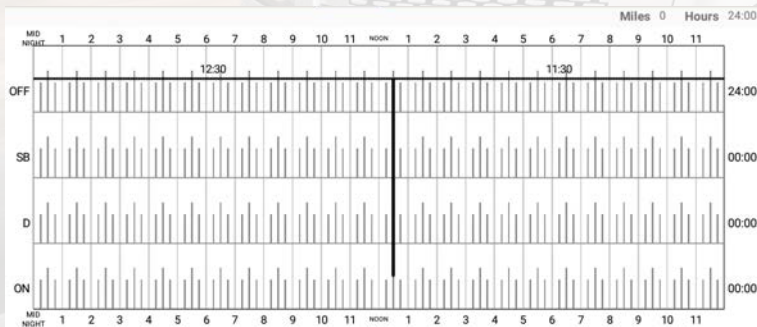 Miles 0 Hours 24:00
MID NIGHT 1 2 3 4 5 6 7 8 9 10 11 NOON 1 2 3 4 5 6 7 8 9 10 11
12:30 11:30
OFF 24:00
SB 00:00
D 00:00
ON 00:00
MID NIGHT 1 2 3 4 5 6 7 8 9 10 11 NOON 1 2 3 4 5 6 7 8 9 10 11